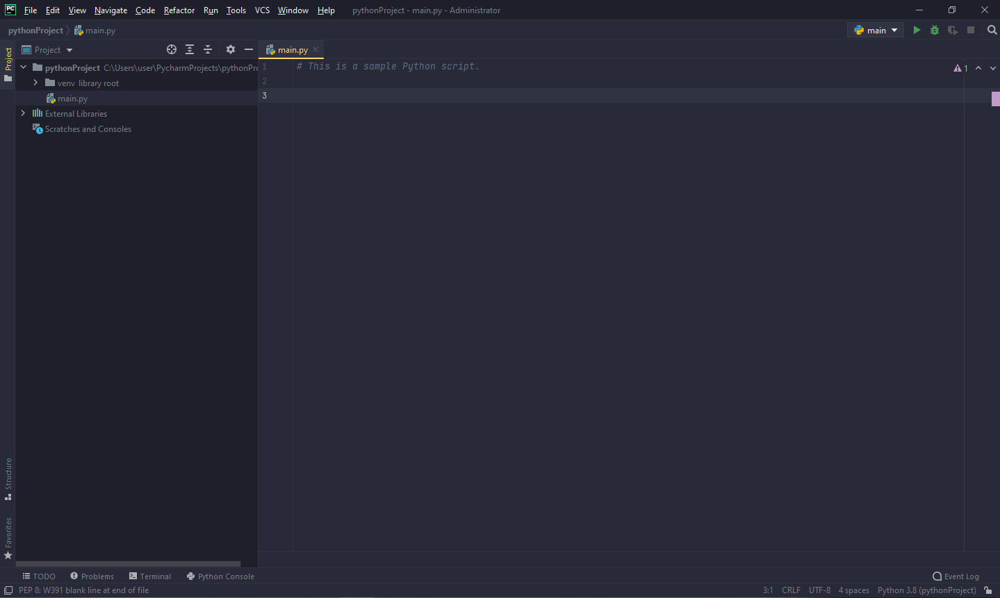 PC File Edit View Navigate Code Refactor Run Tools VCS Window Help pythonProject - main.py - Administrator
pythonProject main.py main
Project Project main.py
pythonProject C:\Users\user\PycharmProjects\pythonPr
venv library root
main.py
External Libraries
Scratches and Consoles
1 # This is a sample Python script. 1
2
3
Structure
Favorites
TODO Problems Terminal Python Console Event Log
PEP 8: W391 blank line at end of file 3:1 CRLF UTF-8 4 spaces Python 3.8 (pythonProject)